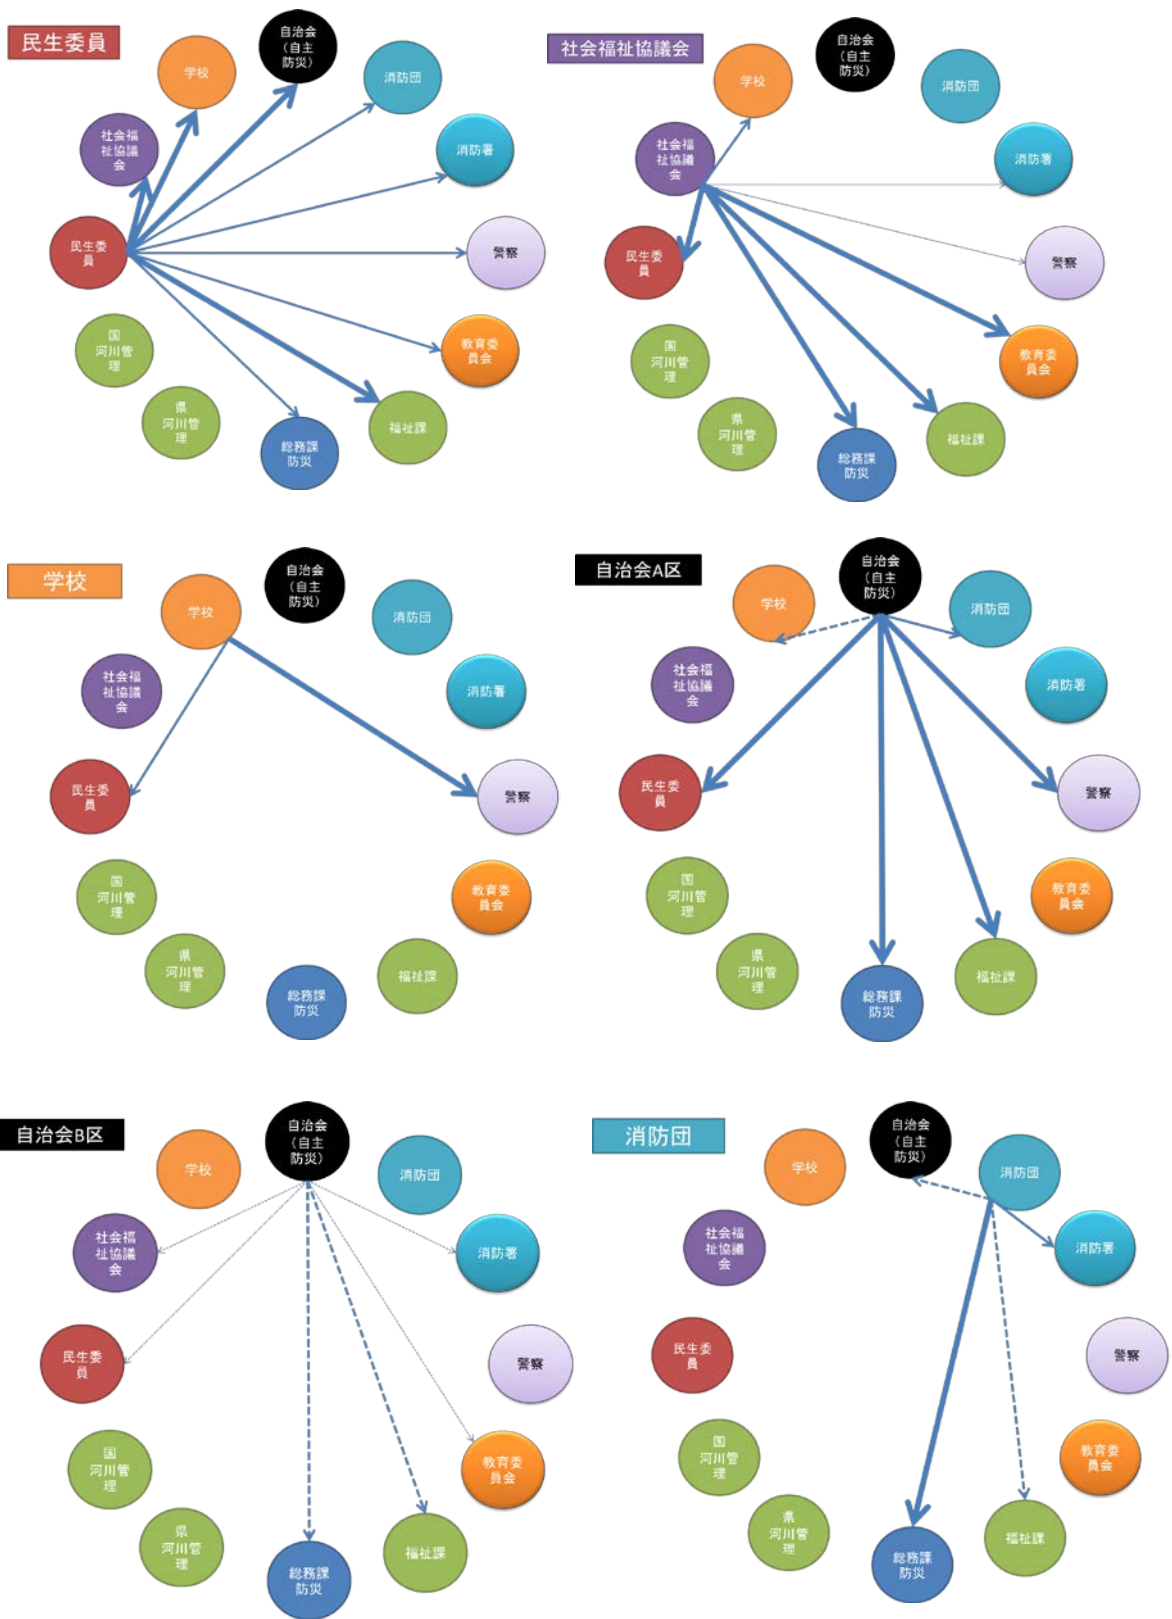 民生委員
自治会
(自主
防災)
学校
消防団
社会福
祉協議
会
消防署
民生委
員
警察
国
河川管
理
教育委
員会
県
河川管
理
福祉課
総務課
防災
社会福祉協議会
自治会
(自主
防災)
学校
消防団
社会福
祉協議
会
消防署
民生委
員
警察
国
河川管
理
教育委
員会
県
河川管
理
福祉課
総務課
防災
学校
自治会
(自主
防災)
学校
消防団
社会福
祉協議
会
消防署
民生委
員
警察
国
河川管
理
教育委
員会
県
河川管
理
福祉課
総務課
防災
自治会A区
自治会
(自主
防災)
学校
消防団
社会福
祉協議
会
消防署
民生委
員
警察
国
河川管
理
教育委
員会
県
河川管
理
福祉課
総務課
防災
自治会B区
自治会
(自主
防災)
学校
消防団
社会福
祉協議
会
消防署
民生委
員
警察
国
河川管
理
教育委
員会
県
河川管
理
福祉課
総務課
防災
消防団
自治会
(自主
防災)
学校
消防団
社会福
祉協議
会
消防署
民生委
員
警察
国
河川管
理
教育委
員会
県
河川管
理
福祉課
総務課
防災